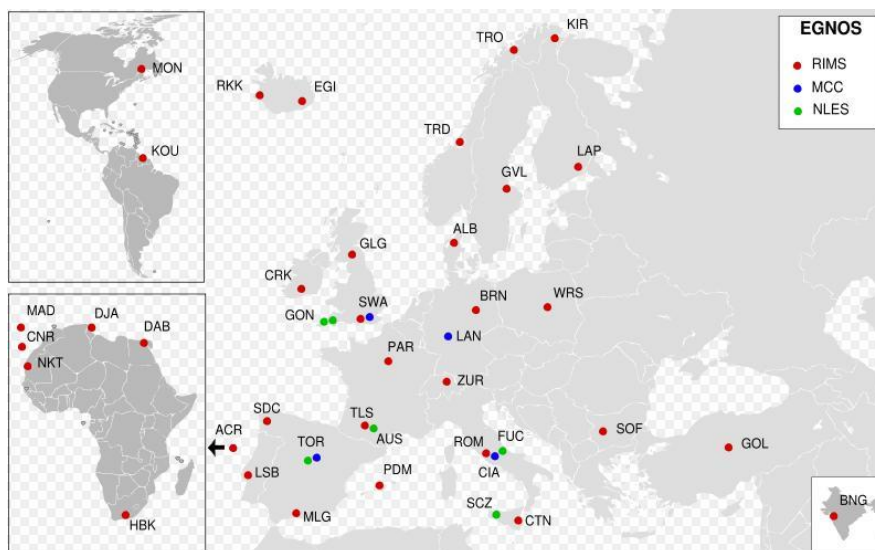 MON
KOU
MAD
DJA
DAB
CNR
NKT
HBK
KIR
TRO
RKK
EGI
TRD
LAP
GVL
ALB
GLG
CRK
SWA
GON
BRN
WRS
LAN
PAR
ZUR
SDC
TLS
AUS
ACR
TOR
ROM
FUC
CIA
SOF
GOL
LSB
PDM
MLG
SCZ
CTN
BNG
EGNOS
RIMS
MCC
NLES